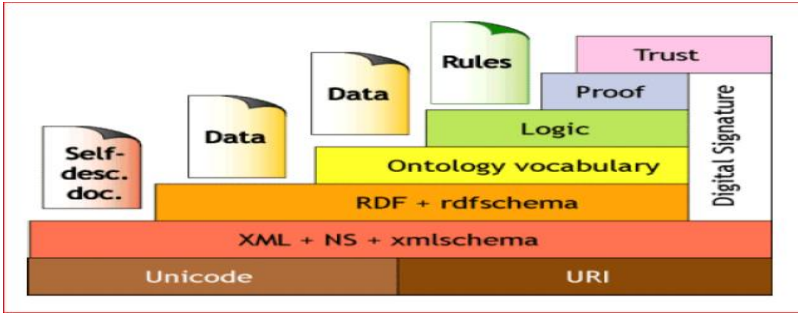 Rules
Trust
Data
Proof
Data
Logic
Self-
desc.
doc.
Ontology vocabulary
Digital Signature
RDF + rdfschema
XML + NS + xmlschema
Unicode
URI